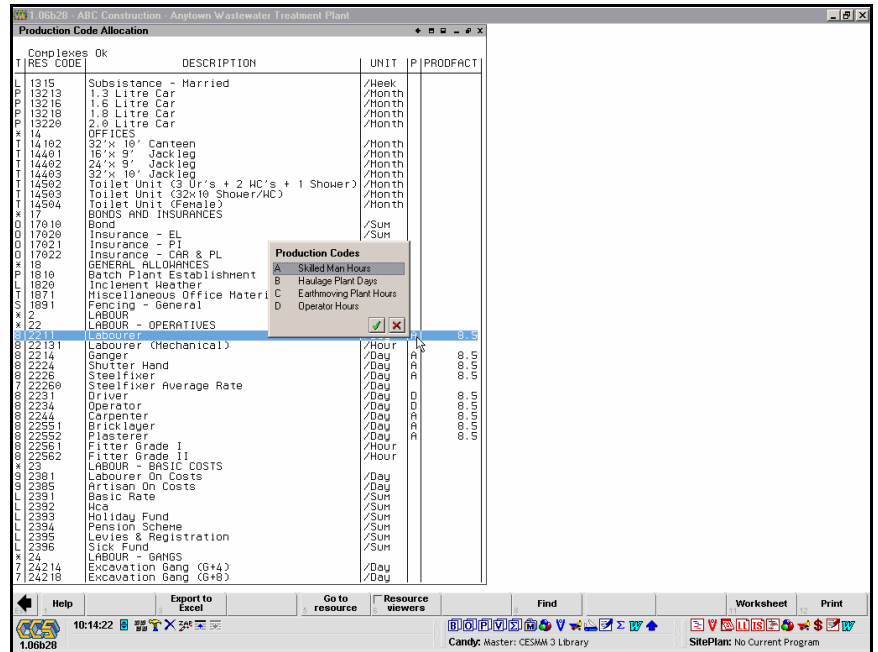 1.06b28 - ABC Construction - Anytown Wastewater Treatment Plant
Production Code Allocation
Complexes Ok
T RES CODE DESCRIPTION UNIT P PRODFACT
L 1315 Subsistance - Married /Week
P 13213 1.3 Litre Car /Month
P 13216 1.6 Litre Car /Month
P 13218 1.8 Litre Car /Month
P 13220 2.0 Litre Car /Month
* 14 OFFICES
T 14102 32'x 10' Canteen /Month
T 14401 16'x 9' Jackleg /Month
T 14402 24'x 9' Jackleg /Month
T 14403 32'x 10' Jackleg /Month
T 14502 Toilet Unit (3 Ur's + 2 WC's + 1 Shower) /Month
T 14503 Toilet Unit (32x10 Shower/WC) /Month
T 14504 Toilet Unit (Female) /Month
* 17 BONDS AND INSURANCES
O 17010 Bond /Sum
O 17020 Insurance - EL /Sum
O 17021 Insurance - PI
O 17022 Insurance - CAR & PL
* 18 GENERAL ALLOWANCES
P 1810 Batch Plant Establishment
L 1820 Inclement Weather
T 1871 Miscellaneous Office Materi
S 1891 Fencing - General
* 2 LABOUR
* 22 LABOUR - OPERATIVES
8 2211 Labourer A 8.5
8 22131 Labourer (Mechanical) /Hour
8 2214 Ganger /Day A 8.5
8 2224 Shutter Hand /Day A 8.5
8 2226 Steelfixer /Day A 8.5
7 22260 Steelfixer Average Rate /Day
8 2231 Driver /Day D 8.5
8 2234 Operator /Day D 8.5
8 2244 Carpenter /Day A 8.5
8 22551 Bricklayer /Day A 8.5
8 22552 Plasterer /Day A 8.5
8 22561 Fitter Grade I /Hour
8 22562 Fitter Grade II /Hour
* 23 LABOUR - BASIC COSTS
9 2381 Labourer On Costs /Day
9 2385 Artisan On Costs /Day
L 2391 Basic Rate /Sum
L 2392 Wca /Sum
L 2393 Holiday Fund /Sum
L 2394 Pension Scheme /Sum
L 2395 Levies & Registration /Sum
L 2396 Sick Fund /Sum
* 24 LABOUR - GANGS
7 24214 Excavation Gang (G+4) /Day
7 24218 Excavation Gang (G+8) /Day
Production Codes
A Skilled Man Hours
B Haulage Plant Days
C Earthmoving Plant Hours
D Operator Hours
1 Help
3 Export to Excel
5 Go to resource
6 Resource viewers
8 Find
11 Worksheet
12 Print
CCS 10:14:22
1.06b28
Candy: Master: CESMM 3 Library
SitePlan: No Current Program